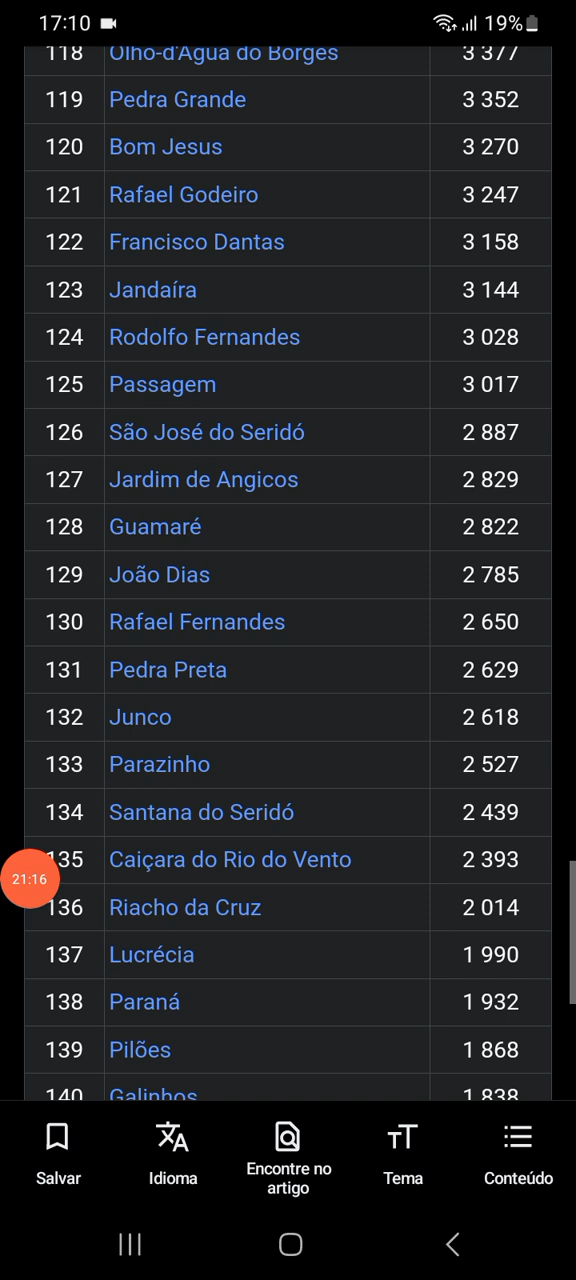 17:10 19%
118 Olho-d'Água do Borges 3 377
119 Pedra Grande 3 352
120 Bom Jesus 3 270
121 Rafael Godeiro 3 247
122 Francisco Dantas 3 158
123 Jandaíra 3 144
124 Rodolfo Fernandes 3 028
125 Passagem 3 017
126 São José do Seridó 2 887
127 Jardim de Angicos 2 829
128 Guamaré 2 822
129 João Dias 2 785
130 Rafael Fernandes 2 650
131 Pedra Preta 2 629
132 Junco 2 618
133 Parazinho 2 527
134 Santana do Seridó 2 439
135 Caiçara do Rio do Vento 2 393
21:16
136 Riacho da Cruz 2 014
137 Lucrécia 1 990
138 Paraná 1 932
139 Pilões 1 868
140 Galinhos 1 838
Salvar Idioma Encontre no artigo Tema Conteúdo